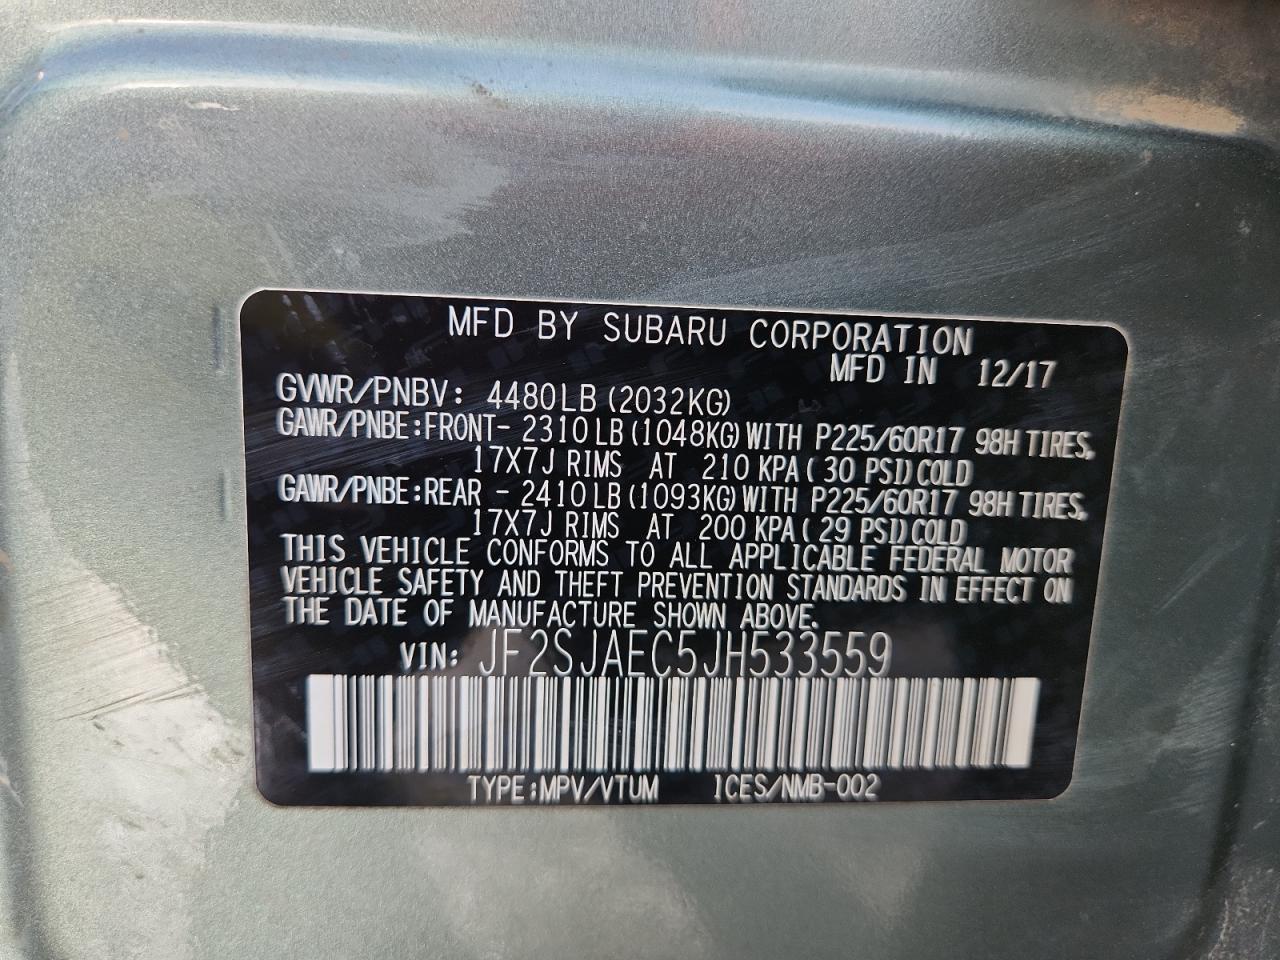 MFD BY SUBARU CORPORATION
MFD IN 12/17
GVWR/PNBV: 4480LB (2032KG)
GAWR/PNBE:FRONT- 2310LB (1048KG) WITH P225/60R17 98H TIRES,
17X7J RIMS AT 210 KPA (30 PSI) COLD
GAWR/PNBE:REAR - 2410LB (1093KG) WITH P225/60R17 98H TIRES,
17X7J RIMS AT 200 KPA (29 PSI) COLD
THIS VEHICLE CONFORMS TO ALL APPLICABLE FEDERAL MOTOR
VEHICLE SAFETY AND THEFT PREVENTION STANDARDS IN EFFECT ON
THE DATE OF MANUFACTURE SHOWN ABOVE.
VIN: JF2SJAEC5JH533559
TYPE:MPV/VTUM ICES/NMB-002